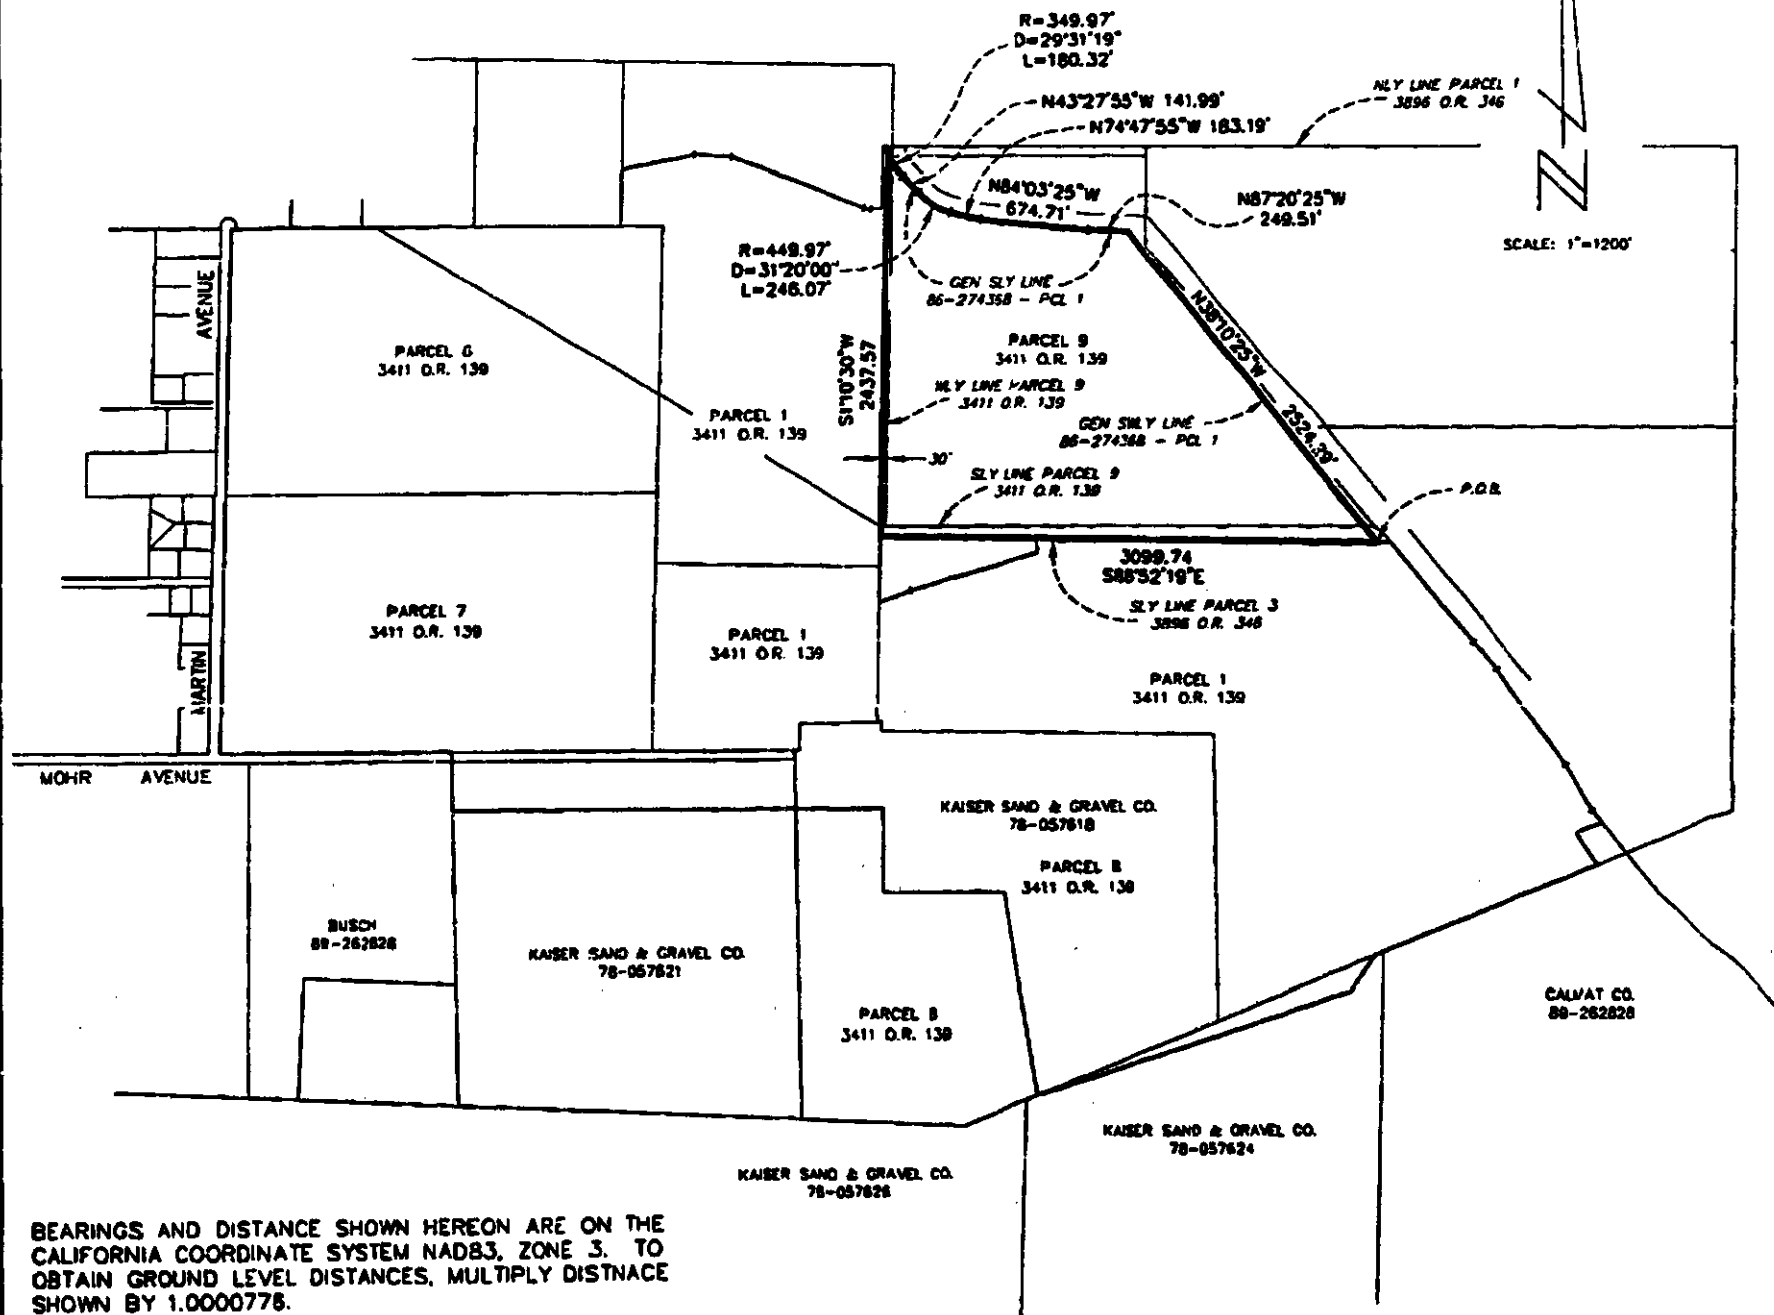 R=349.97'
D=29°31'19"
L=180.32'
N43°27'55"W 141.99'
N74°47'55"W 183.19'
NLY LINE PARCEL 1
3896 O.R. 346
N84°03'25"W
674.71'
N87°20'25"W
249.51'
SCALE: 1"=1200'
R=449.97'
D=31°20'00"
L=246.07'
GEN SLY LINE
86-274368 - PCL 1
AVENUE
PARCEL 6
3411 O.R. 139
S1°10'30"W
2437.57
PARCEL 9
3411 O.R. 139
N38°10'25"W
2524.39'
WLY LINE PARCEL 9
3411 O.R. 139
PARCEL 1
3411 O.R. 139
GEN SWLY LINE
86-274368 - PCL 1
30'
SLY LINE PARCEL 9
3411 O.R. 139
P.O.B.
3099.74
S88°52'19"E
SLY LINE PARCEL 3
3896 O.R. 346
PARCEL 7
3411 O.R. 139
PARCEL 1
3411 O.R. 139
MARTIN
PARCEL 1
3411 O.R. 139
MOHR AVENUE
KAISER SAND & GRAVEL CO.
78-057618
PARCEL 8
3411 O.R. 139
BUSCH
89-262828
KAISER SAND & GRAVEL CO.
78-057621
PARCEL 8
3411 O.R. 139
CALMAT CO.
89-262828
KAISER SAND & GRAVEL CO.
78-057624
KAISER SAND & GRAVEL CO.
BEARINGS AND DISTANCE SHOWN HEREON ARE ON THE
CALIFORNIA COORDINATE SYSTEM NAD83, ZONE 3. TO
OBTAIN GROUND LEVEL DISTANCES, MULTIPLY DISTNACE
SHOWN BY 1.0000776.